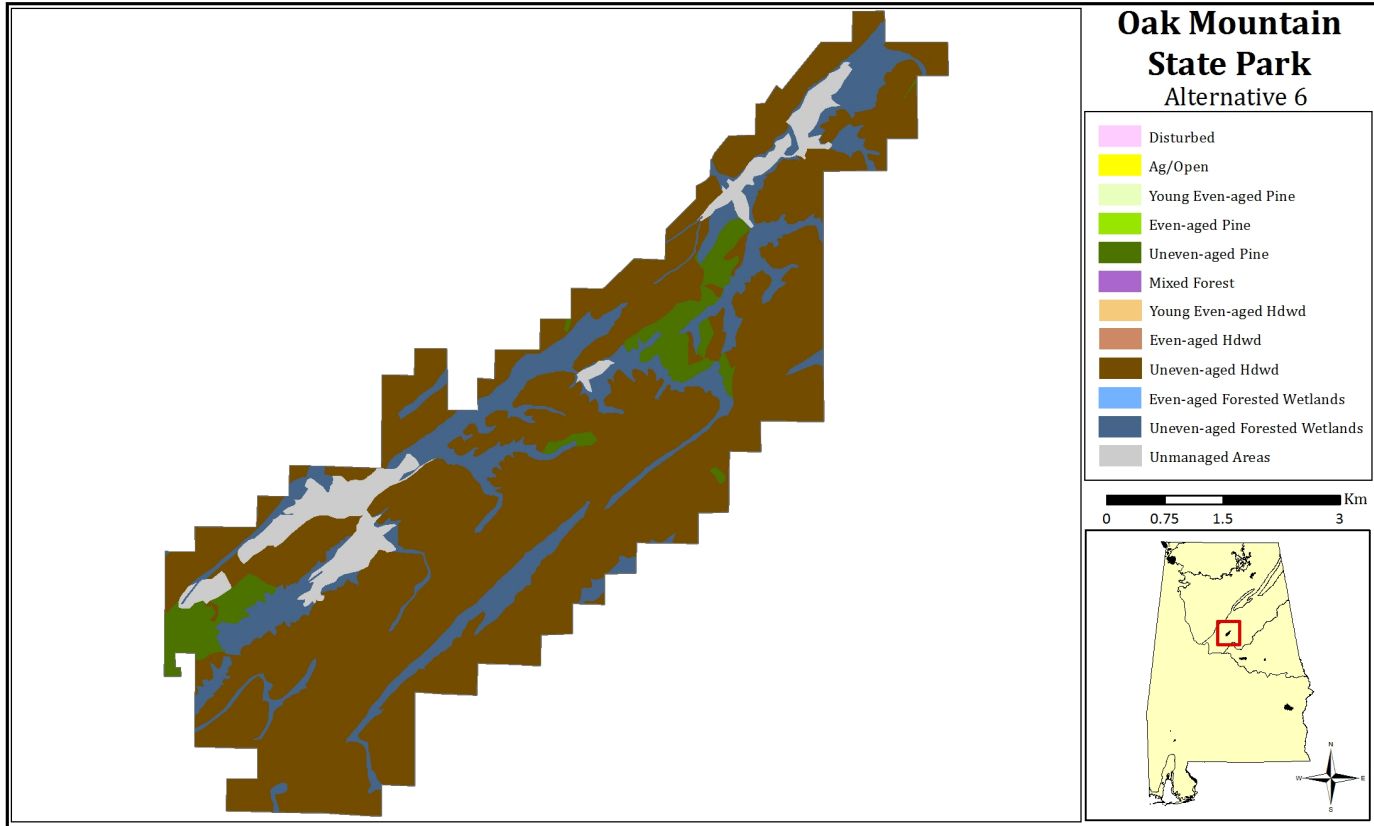 Oak Mountain
State Park
Alternative 6
Disturbed
Ag/Open
Young Even-aged Pine
Even-aged Pine
Uneven-aged Pine
Mixed Forest
Young Even-aged Hdwd
Even-aged Hdwd
Uneven-aged Hdwd
Even-aged Forested Wetlands
Uneven-aged Forested Wetlands
Unmanaged Areas
Km
0 0.75 1.5 3
N
W E
S